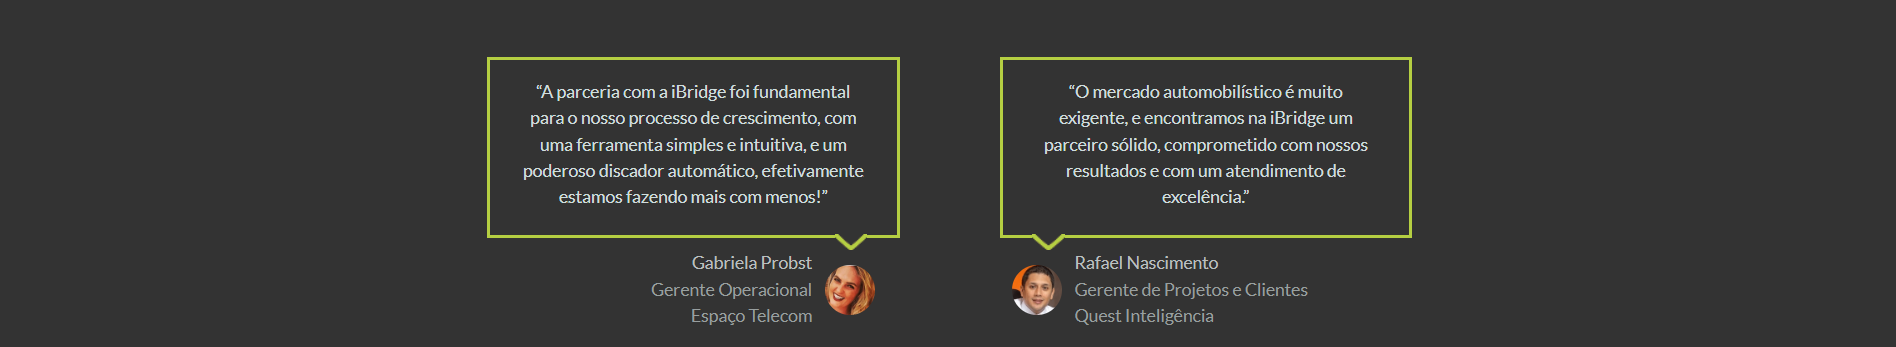 “A parceria com a iBridge foi fundamental
para o nosso processo de crescimento, com
uma ferramenta simples e intuitiva, e um
poderoso discador automático, efetivamente
estamos fazendo mais com menos!”
Gabriela Probst
Gerente Operacional
Espaço Telecom
“O mercado automobilístico é muito
exigente, e encontramos na iBridge um
parceiro sólido, comprometido com nossos
resultados e com um atendimento de
excelência.”
Rafael Nascimento
Gerente de Projetos e Clientes
Quest Inteligência